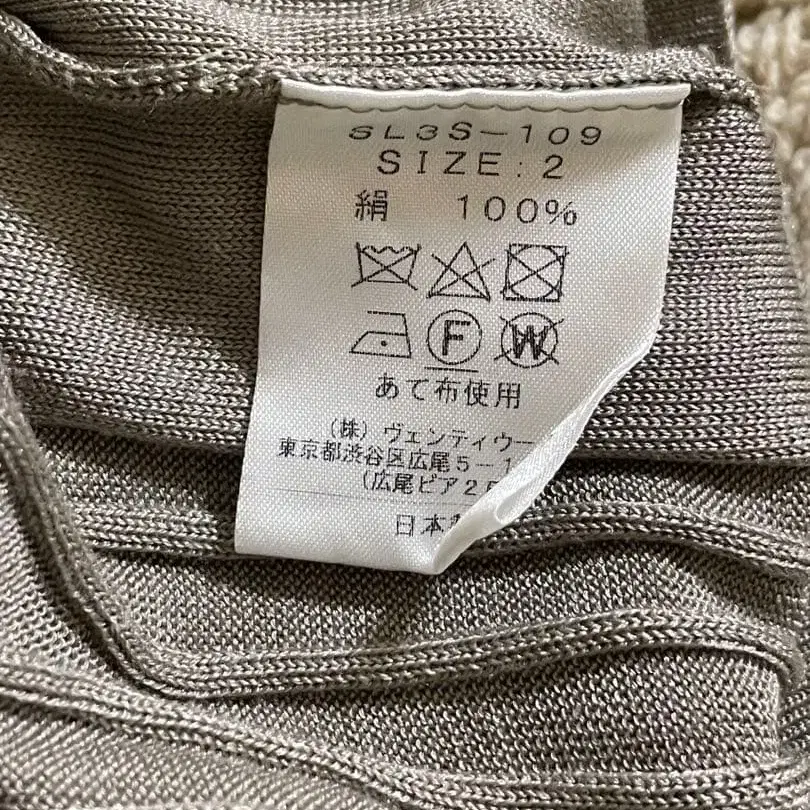 SL3S-109
SIZE:2
絹 100%
F W
あて布使用
(株)ヴェンティウ
東京都渋谷区広尾5-1
(広尾ピア2
日本